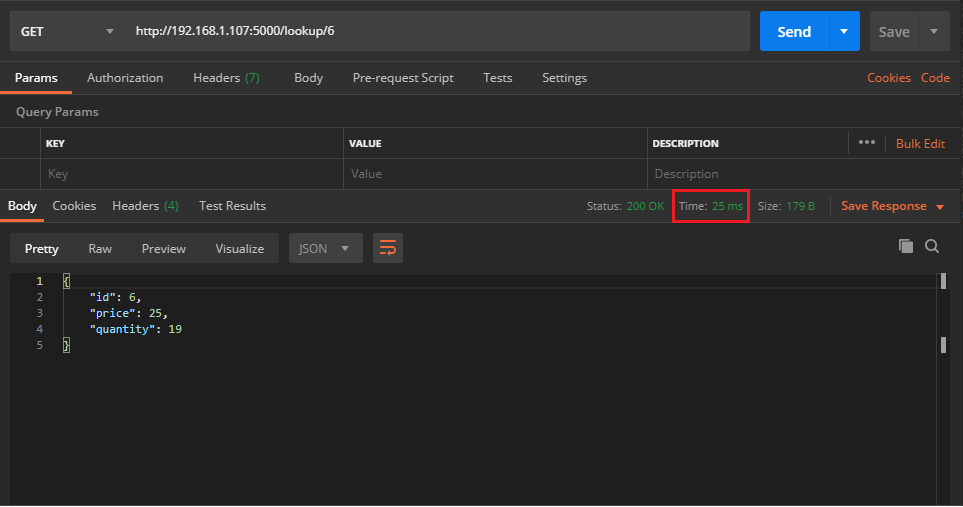 GET http://192.168.1.107:5000/lookup/6 Send Save
Params Authorization Headers (7) Body Pre-request Script Tests Settings Cookies Code
Query Params
KEY VALUE DESCRIPTION ••• Bulk Edit
Key Value Description
Body Cookies Headers (4) Test Results Status: 200 OK Time: 25 ms Size: 179 B Save Response
Pretty Raw Preview Visualize JSON
1 {
2 "id": 6,
3 "price": 25,
4 "quantity": 19
5 }